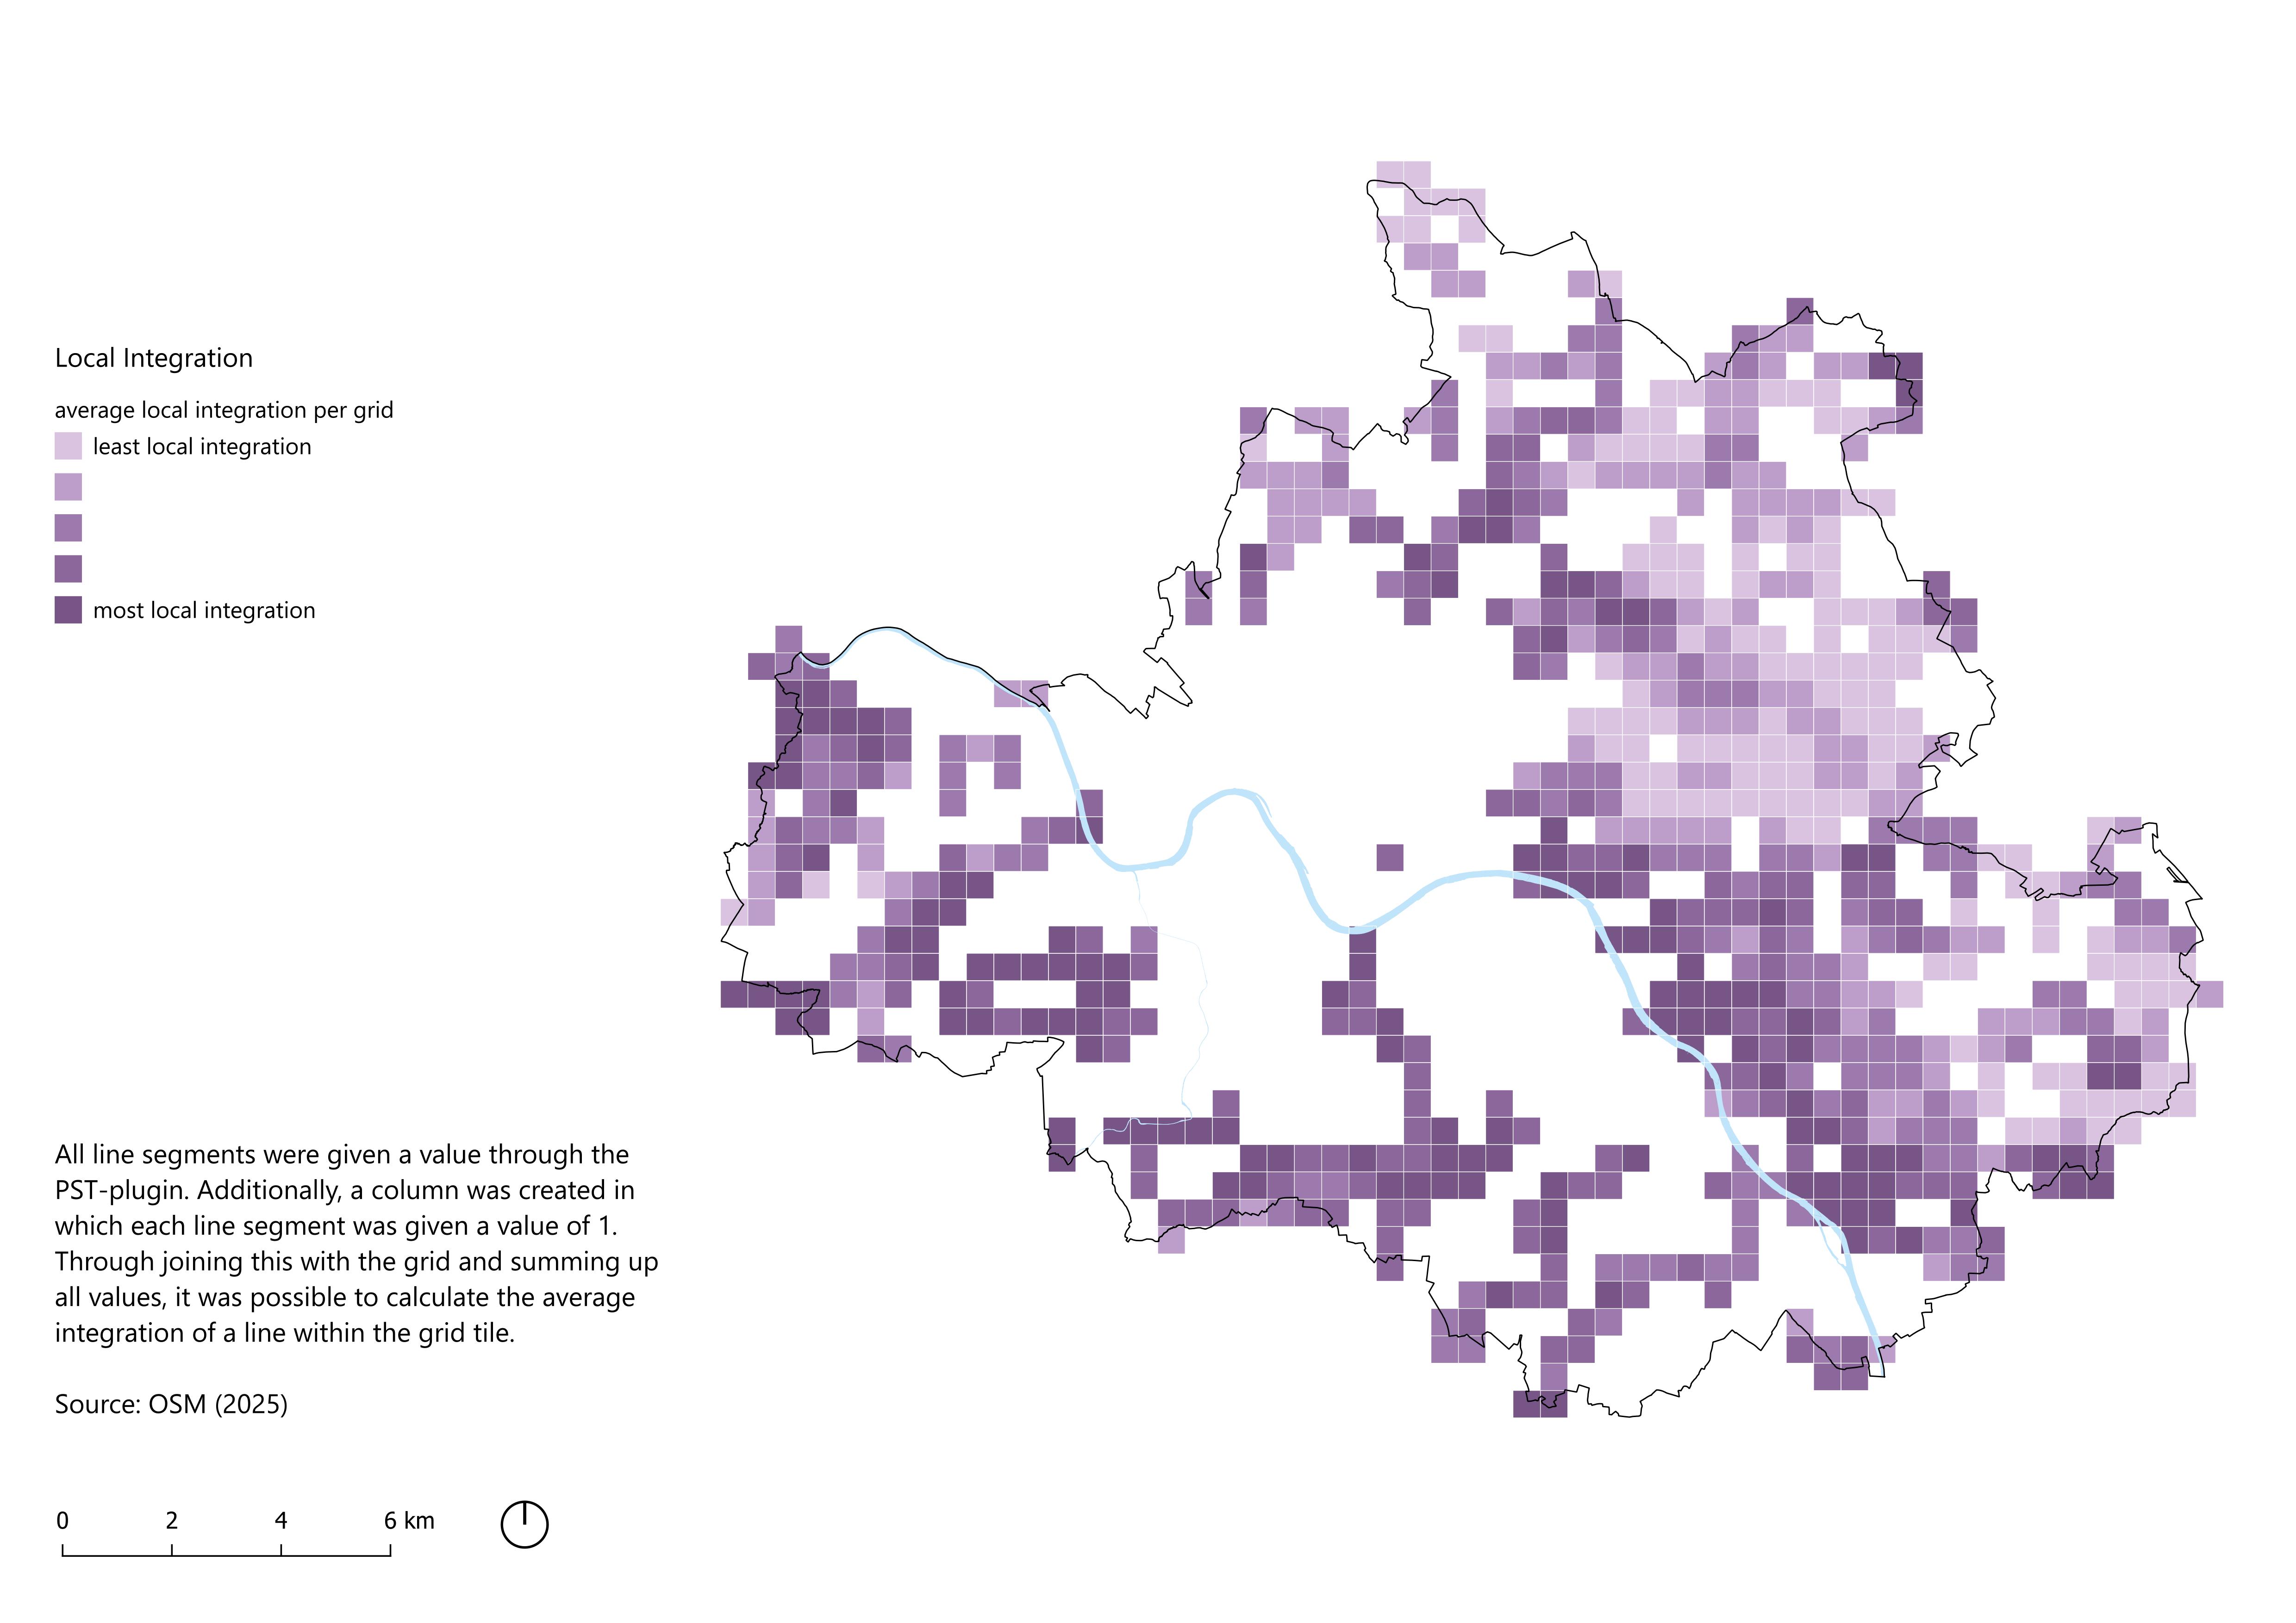 Local Integration
average local integration per grid
least local integration
most local integration
All line segments were given a value through the
PST-plugin. Additionally, a column was created in
which each line segment was given a value of 1.
Through joining this with the grid and summing up
all values, it was possible to calculate the average
integration of a line within the grid tile.
Source: OSM (2025)
0 2 4 6 km